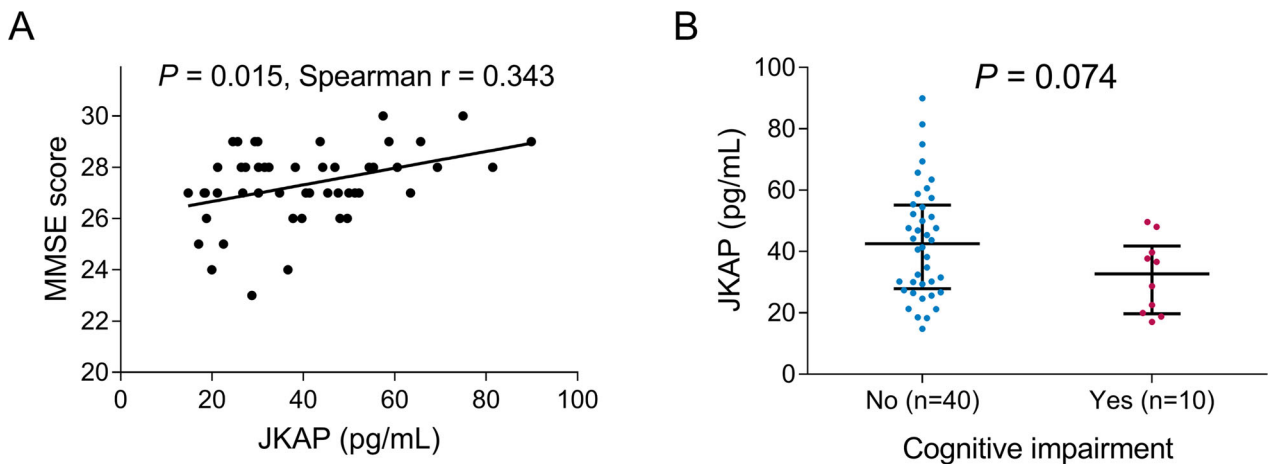 A
P = 0.015, Spearman r = 0.343
MMSE score
30
28
26
24
22
20
0 20 40 60 80 100
JKAP (pg/mL)
B
P = 0.074
JKAP (pg/mL)
100
80
60
40
20
0
No (n=40) Yes (n=10)
Cognitive impairment